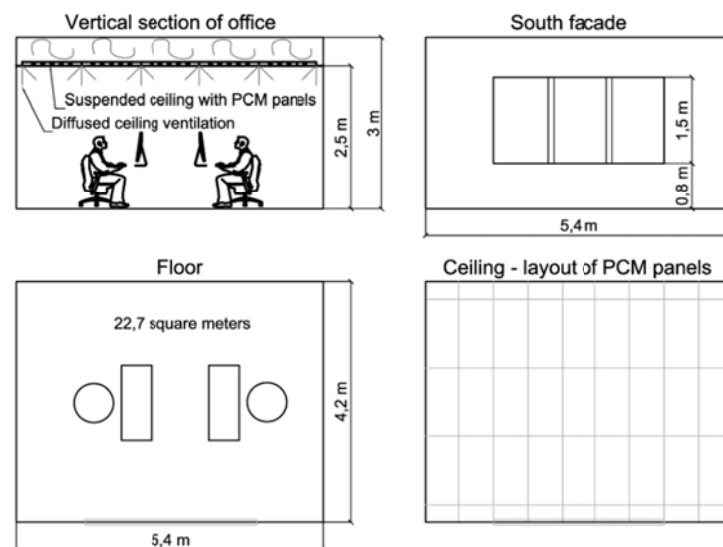 Vertical section of office
Suspended ceiling with PCM panels
Diffused ceiling ventilation
2,5 m
3 m
South facade
1,5 m
0,8 m
5,4 m
Floor
22,7 square meters
4,2 m
5,4 m
Ceiling - layout of PCM panels